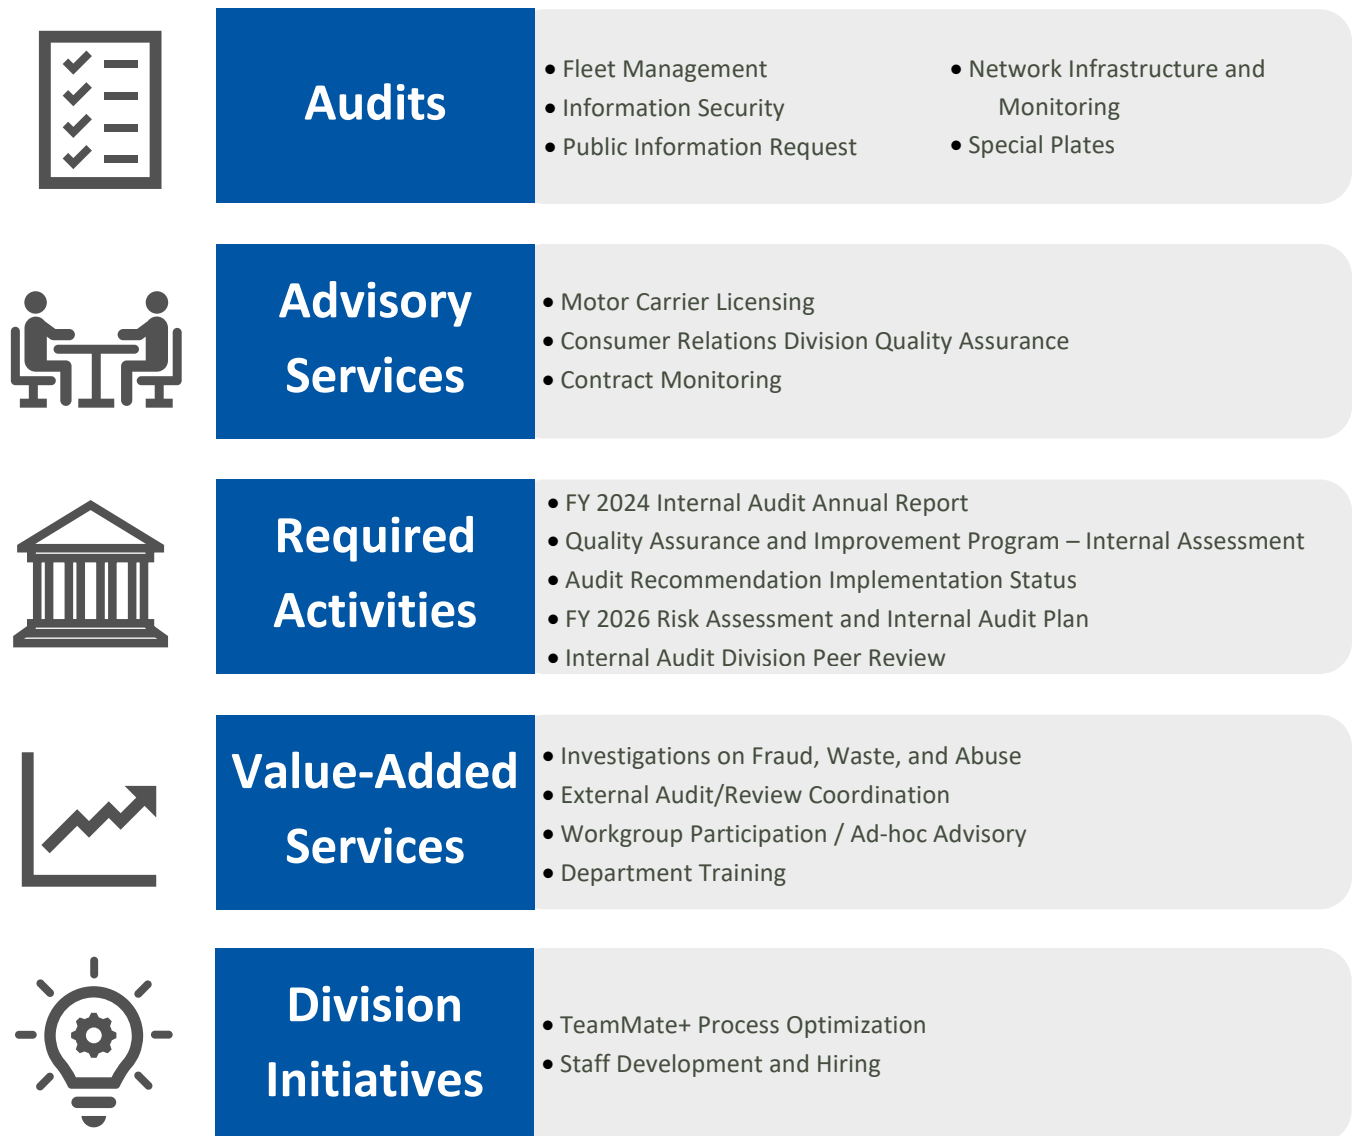 Audits
• Fleet Management
• Information Security
• Public Information Request
• Network Infrastructure and
Monitoring
• Special Plates
Advisory
Services
• Motor Carrier Licensing
• Consumer Relations Division Quality Assurance
• Contract Monitoring
Required
Activities
• FY 2024 Internal Audit Annual Report
• Quality Assurance and Improvement Program – Internal Assessment
• Audit Recommendation Implementation Status
• FY 2026 Risk Assessment and Internal Audit Plan
• Internal Audit Division Peer Review
Value-Added
Services
• Investigations on Fraud, Waste, and Abuse
• External Audit/Review Coordination
• Workgroup Participation / Ad-hoc Advisory
• Department Training
Division
Initiatives
• TeamMate+ Process Optimization
• Staff Development and Hiring